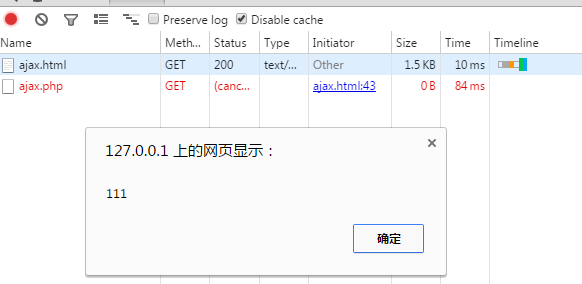 Preserve log Disable cache
Name Meth... Status Type Initiator Size Time Timeline
ajax.html GET 200 text/... Other 1.5 KB 10 ms
ajax.php GET (canc... ajax.html:43 0 B 84 ms
127.0.0.1 上的网页显示：
111
确定